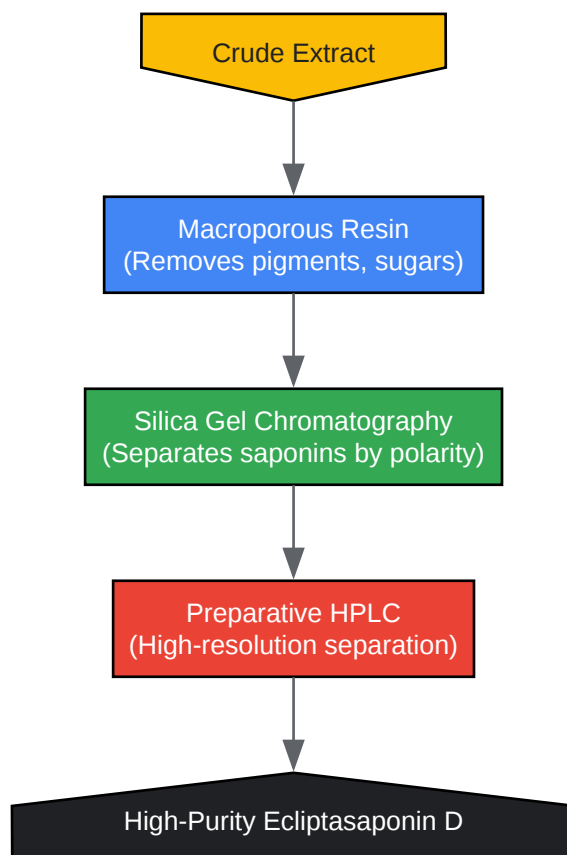 Crude Extract
Macroporous Resin
(Removes pigments, sugars)
Silica Gel Chromatography
(Separates saponins by polarity)
Preparative HPLC
(High-resolution separation)
High-Purity Ecliptasaponin D